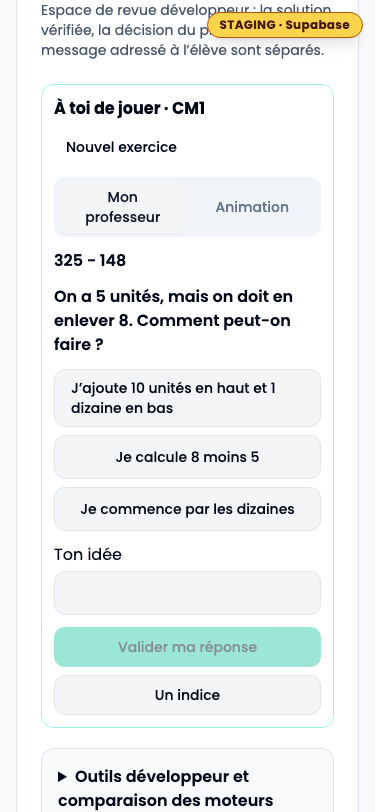 Espace de revue développeur : la solution
STAGING · Supabase
vérifiée, la décision du
message adressé à l’élève sont séparés.
À toi de jouer · CM1
Nouvel exercice
Mon
professeur
Animation
325 - 148
On a 5 unités, mais on doit en
enlever 8. Comment peut-on
faire ?
J’ajoute 10 unités en haut et 1
dizaine en bas
Je calcule 8 moins 5
Je commence par les dizaines
Ton idée
Valider ma réponse
Un indice
▶ Outils développeur et
comparaison des moteurs